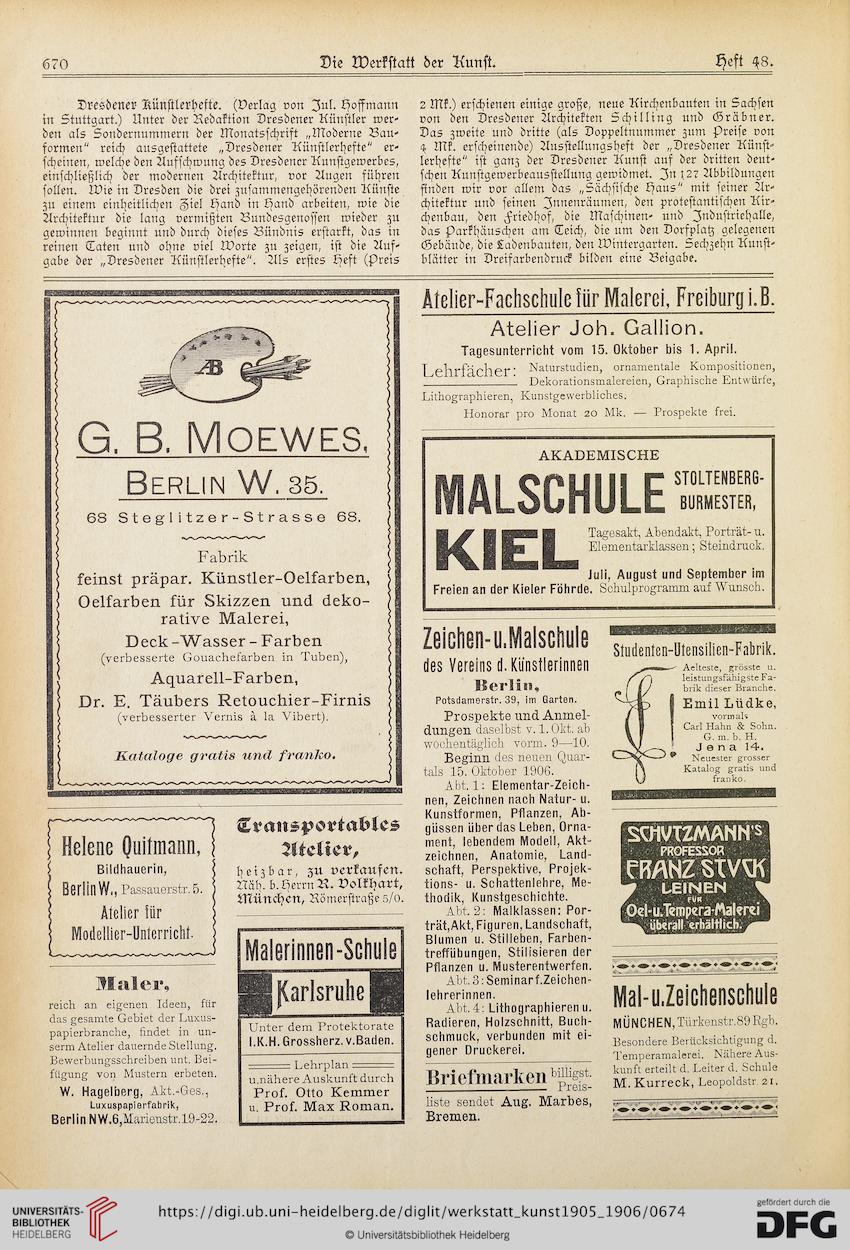 670
Die Werkstatt der Kunst.
Heft 48.
Dresdener Künstlerhefte. (Verlag von Jul. Hoffmann
in Stuttgart.) Unter der Redaktion Dresdener Künstler wer-
den als Sondernummern der Monatsschrift „Moderne Bau-
formen“ reich ausgestattete „Dresdener Künstlerhefte“ er-
scheinen, welche den Aufschwung des Dresdener Kunstgewerbes,
einschließlich der modernen Architektur, vor Augen führen
sollen. Wie in Dresden die drei zusammengehörenden Künste
zu einem einheitlichen Ziel Hand in Hand arbeiten, wie die
Architektur die lang vermißten Bundesgenossen wieder zu
gewinnen beginnt und durch dieses Bündnis erstarkt, das in
reinen Taten und ohne viel Worte zu zeigen, ist die Auf-
gabe der „Dresdener Künstlerhefte“. Als erstes Heft (Preis
2 Mk.) erschienen einige große, neue Kirchenbauten in Sachsen
von den Dresdener Architekten Schilling und Gräbner.
Das zweite und dritte (als Doppeltnummer zum Preise von
4 Mk. erscheinende) Ausstellungsheft der „Dresdener Künst-
lerhefte“ ist ganz der Dresdener Kunst auf der dritten deut-
schen Kunstgewerbeausstellung gewidmet. In 127 Abbildungen
finden wir vor allem das „Sächsische Haus“ mit seiner Ar-
chitektur und seinen Innenräumen, den protestantischen Kir-
chenbau, den Friedhof, die Maschinen- und Industriehalle,
das Parkhäuschen am Teich, die um den Dorfplatz gelegenen
Gebäude, die Ladenbauten, den Wintergarten. Sechzehn Kunst-
blätter in Dreifarbendruck bilden eine Beigabe.
AB
G. B. MOEWES,
BERLIN W. 35.
68 Steglitzer-Strasse 68.
Fabrik
feinst präpar. Künstler-Oelfarben,
Oelfarben für Skizzen und deko-
rative Malerei,
Deck-Wasser-Farben
(verbesserte Gouachefarben in Tuben),
Aquarell-Farben,
Dr. E. Täubers Retouchier-Firnis
(verbesserter Vernis à la Vibert).
Kataloge gratis und franko.
Atelier-Fachschule für Malerei, Freiburg i. B.
Atelier Joh. Gallion.
Tagesunterricht vom 15. Oktober bis 1. April.
Lehrfächer: Naturstudien, ornamentale Kompositionen,
Dekorationsmalereien, Graphische Entwürfe,
Lithographieren, Kunstgewerbliches.
Honorar pro Monat 20 Mk. — Prospekte frei.
AKADEMISCHE
MALSCHULE STOLTENBERG-
BURMESTER,
KIEL Tagesakt, Abendakt, Porträt- u.
Elementarklassen; Steindruck.
Juli, August und September im
Freien an der Kieler Föhrde. Schulprogramm auf Wunsch.
Helene Quitmann,
Bildhauerin,
Berlin W., Passauerstr. 5.
Atelier für
Modellier-Unterricht.
Maler,
reich an eigenen Ideen, für
das gesamte Gebiet der Luxus-
papierbranche, findet in un-
serm Atelier dauernde Stellung.
Bewerbungsschreiben unt. Bei-
fügung von Mustern erbeten.
W. Hagelberg, Akt.-Ges.,
Luxuspapierfabrik,
Berlin NW. 6, Marienstr. 19-22.
Transportables
Atelier,
heizbar, zu verkaufen.
Näh. b. Herrn R. Volkhart,
München, Römerstraße 5/0.
Malerinnen-Schule
Karlsruhe
Unter dem Protektorate
I. K. H. Grossherz. v. Baden.
Lehrplan
u. nähere Auskunft durch
Prof. Otto Kemmer
u. Prof. Max Roman.
Zeichen- u. Malschule
des Vereins d. Künstlerinnen
Berlin,
Potsdamerstr. 39, im Garten.
Prospekte und Anmel-
dungen daselbst v. 1. Okt. ab
wochentäglich vorm. 9—10.
Beginn des neuen Quar-
tals 15. Oktober 1906.
Abt. 1: Elementar-Zeich-
nen, Zeichnen nach Natur- u.
Kunstformen, Pflanzen, Ab-
güssen über das Leben, Orna-
ment, lebendem Modell, Akt-
zeichnen, Anatomie, Land-
schaft, Perspektive, Projek-
tions- u. Schattenlehre, Me-
thodik, Kunstgeschichte.
Abt. 2: Malklassen: Por-
trät, Akt, Figuren, Landschaft,
Blumen u. Stilleben, Farben-
treffübungen, Stilisieren der
Pflanzen u. Musterentwerfen.
Abt. 3: Seminar f. Zeichen-
lehrerinnen.
Abt. 4: Lithographieren u.
Radieren, Holzschnitt, Buch-
schmuck, verbunden mit ei-
gener Druckerei.
Briefmarken billigst.
Preis-
liste sendet Aug. Marbes,
Bremen.
Studenten-Utensilien-Fabrik.
Aelteste, grösste u.
leistungsfähigste Fa-
brik dieser Branche.
Emil Lüdke,
vormals
Carl Hahn & Sohn.
G. m. b. H.
Jena 14.
Neuester grosser
Katalog gratis und
franko.
SCHVTZMANN'S
PROFESSOR
FRANZ STVCK
LEINEN
FÜR
Oel- u. Tempera-Malerei
überall erhältlich.
Mal- u. Zeichenschule
MÜNCHEN, Türkenstr. 89 Rgb.
Besondere Berücksichtigung d.
Temperamalerei. Nähere Aus-
kunft erteilt d. Leiter d. Schule
M. Kurreck, Leopoldstr. 21.
UNIVERSITÄTS-
BIBLIOTHEK
HEIDELBERG
https://digi.ub.uni-heidelberg.de/diglit/werkstatt_kunst1905_1906/0674
© Universitätsbibliothek Heidelberg
gefördert durch die
DFG